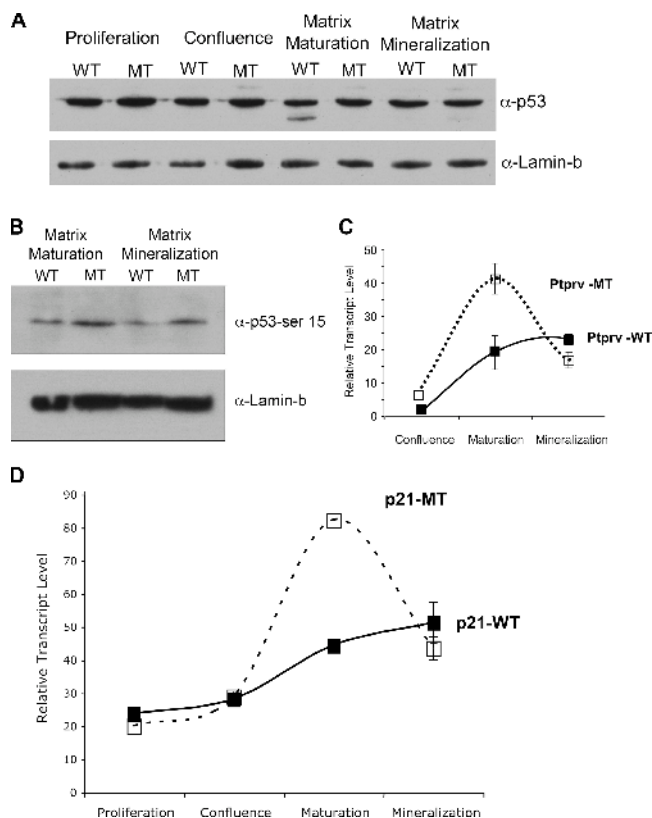 A
Proliferation Confluence Matrix Maturation Matrix Mineralization
WT MT WT MT WT MT WT MT
α-p53
α-Lamin-b
B
Matrix Maturation Matrix Mineralization
WT MT WT MT
α-p53-ser 15
α-Lamin-b
C
Relative Transcript Level
50
40
30
20
10
0
Ptprv -MT
Ptprv -WT
Confluence Maturation Mineralization
D
Relative Transcript Level
90
80
70
60
50
40
30
20
10
0
p21-MT
p21-WT
Proliferation Confluence Maturation Mineralization